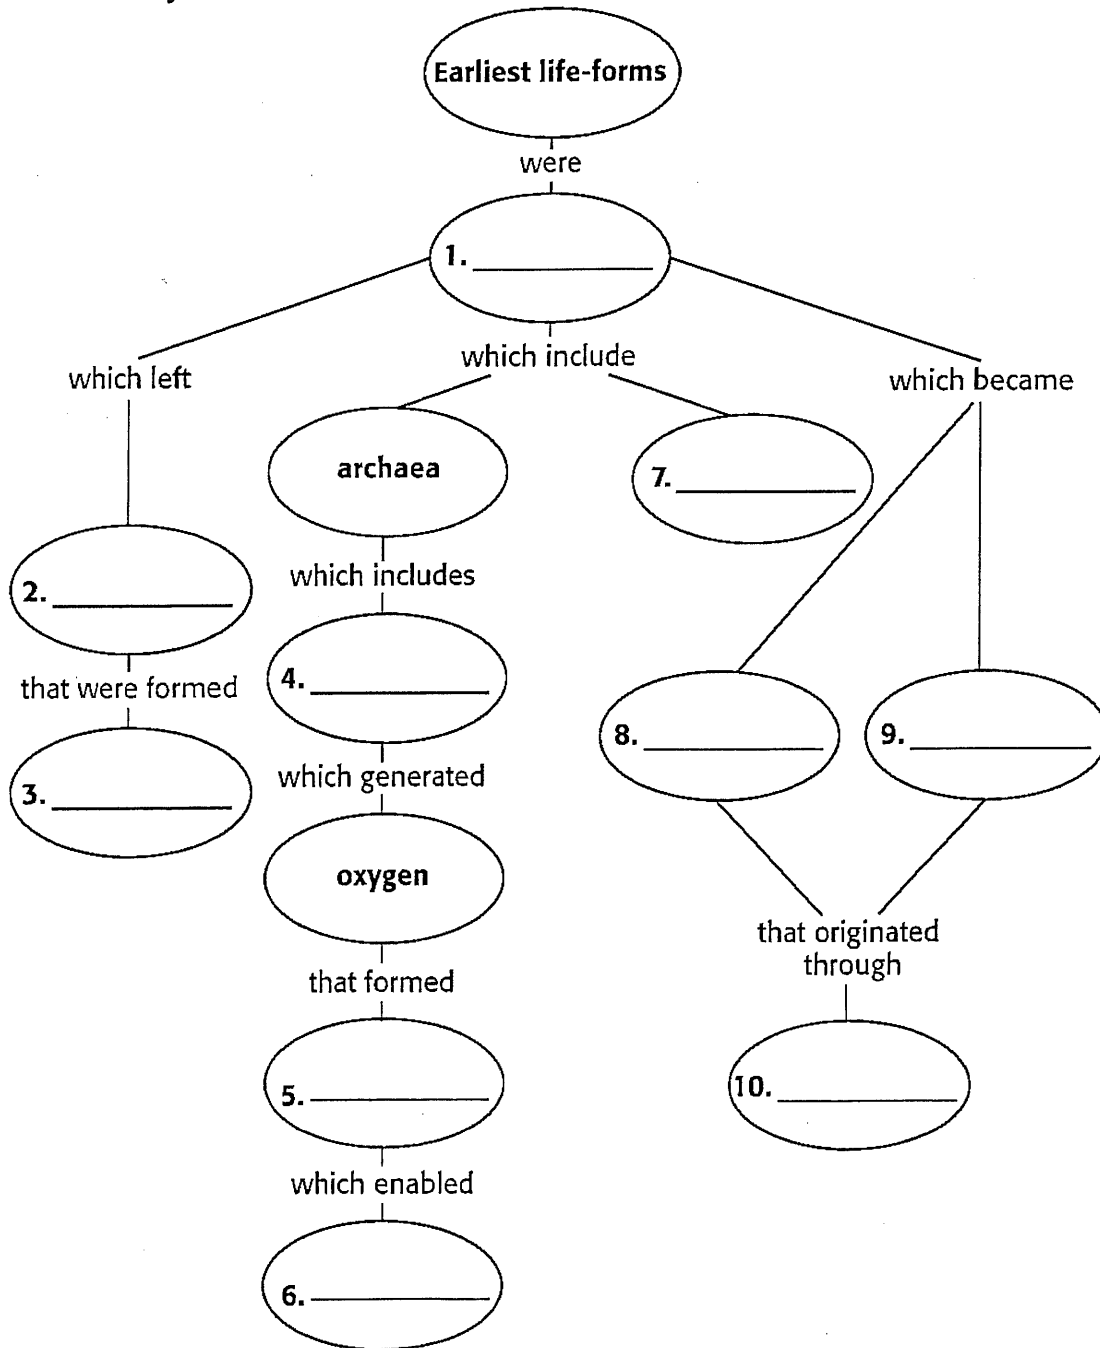 Earliest life-forms
were
1. ____________
which left
which include
which became
archaea
7. ____________
which includes
2. ____________
that were formed
4. ____________
8. ____________
9. ____________
which generated
3. ____________
oxygen
that originated
through
that formed
5. ____________
10. ____________
which enabled
6. ____________